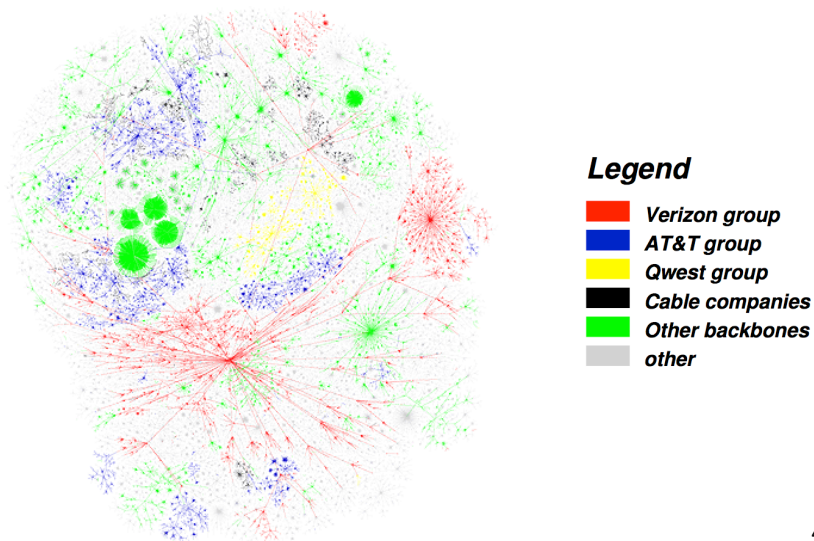 Legend
Verizon group
AT&T group
Qwest group
Cable companies
Other backbones
other